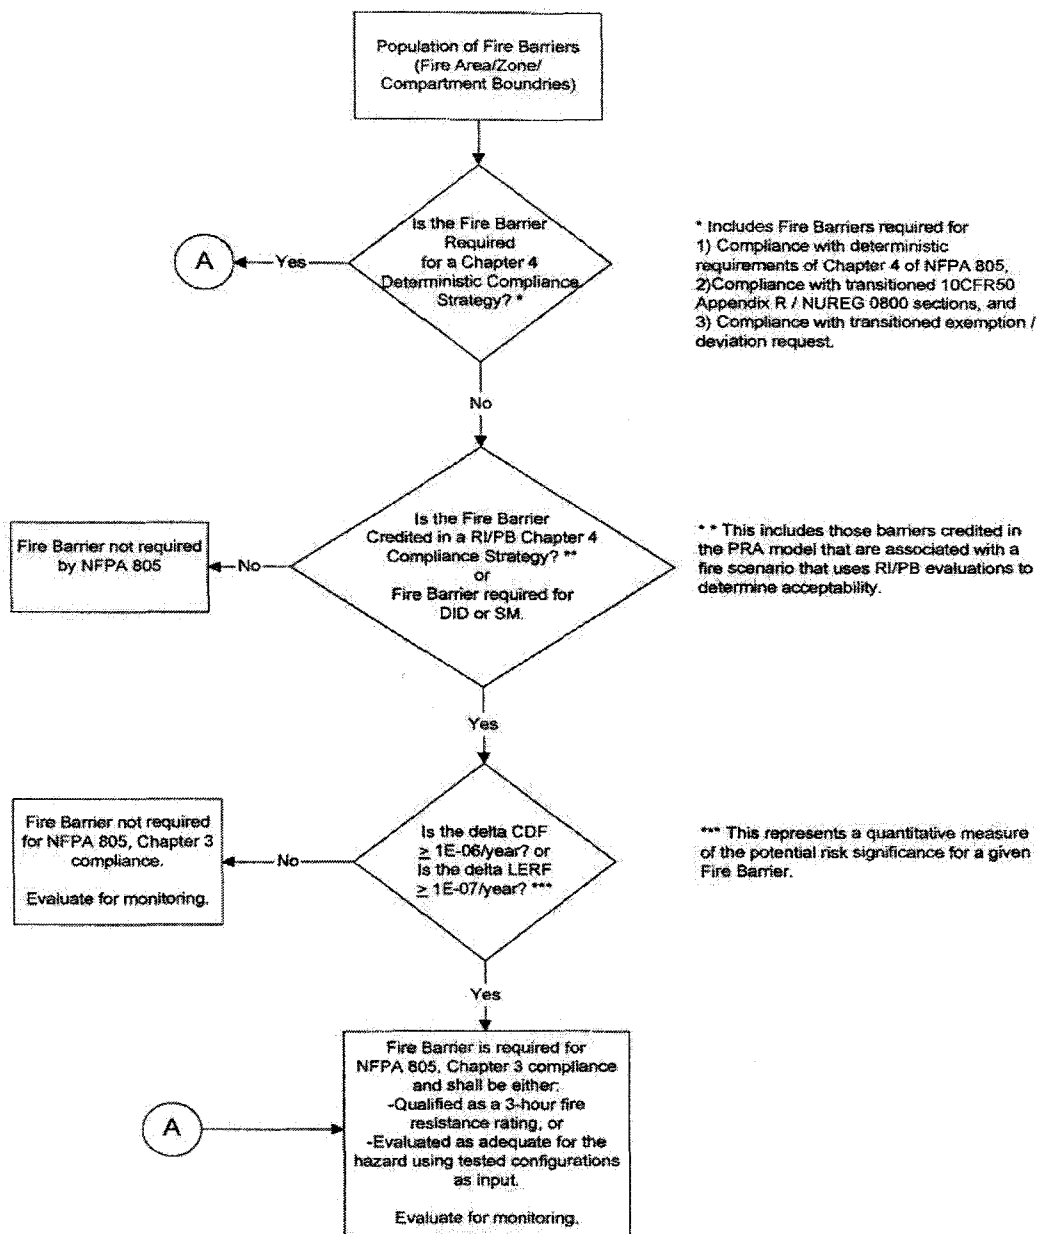 Population of Fire Barriers
(Fire Area/Zone/
Compartment Boundries)
Is the Fire Barrier
Required
for a Chapter 4
Deterministic Compliance
Strategy? *
Yes
A
* Includes Fire Barriers required for
1) Compliance with deterministic
requirements of Chapter 4 of NFPA 805,
2)Compliance with transitioned 10CFR50
Appendix R / NUREG 0800 sections, and
3) Compliance with transitioned exemption /
deviation request.
No
Is the Fire Barrier
Credited in a RI/PB Chapter 4
Compliance Strategy? **
or
Fire Barrier required for
DID or SM.
No
Fire Barrier not required
by NFPA 805
* * This includes those barriers credited in
the PRA model that are associated with a
fire scenario that uses RI/PB evaluations to
determine acceptability.
Yes
Is the delta CDF
≥ 1E-06/year? or
Is the delta LERF
≥ 1E-07/year? ***
No
Fire Barrier not required
for NFPA 805, Chapter 3
compliance.
Evaluate for monitoring.
*** This represents a quantitative measure
of the potential risk significance for a given
Fire Barrier.
Yes
Fire Barrier is required for
NFPA 805, Chapter 3 compliance
and shall be either:
-Qualified as a 3-hour fire
resistance rating, or
-Evaluated as adequate for the
hazard using tested configurations
as input.
Evaluate for monitoring.
A